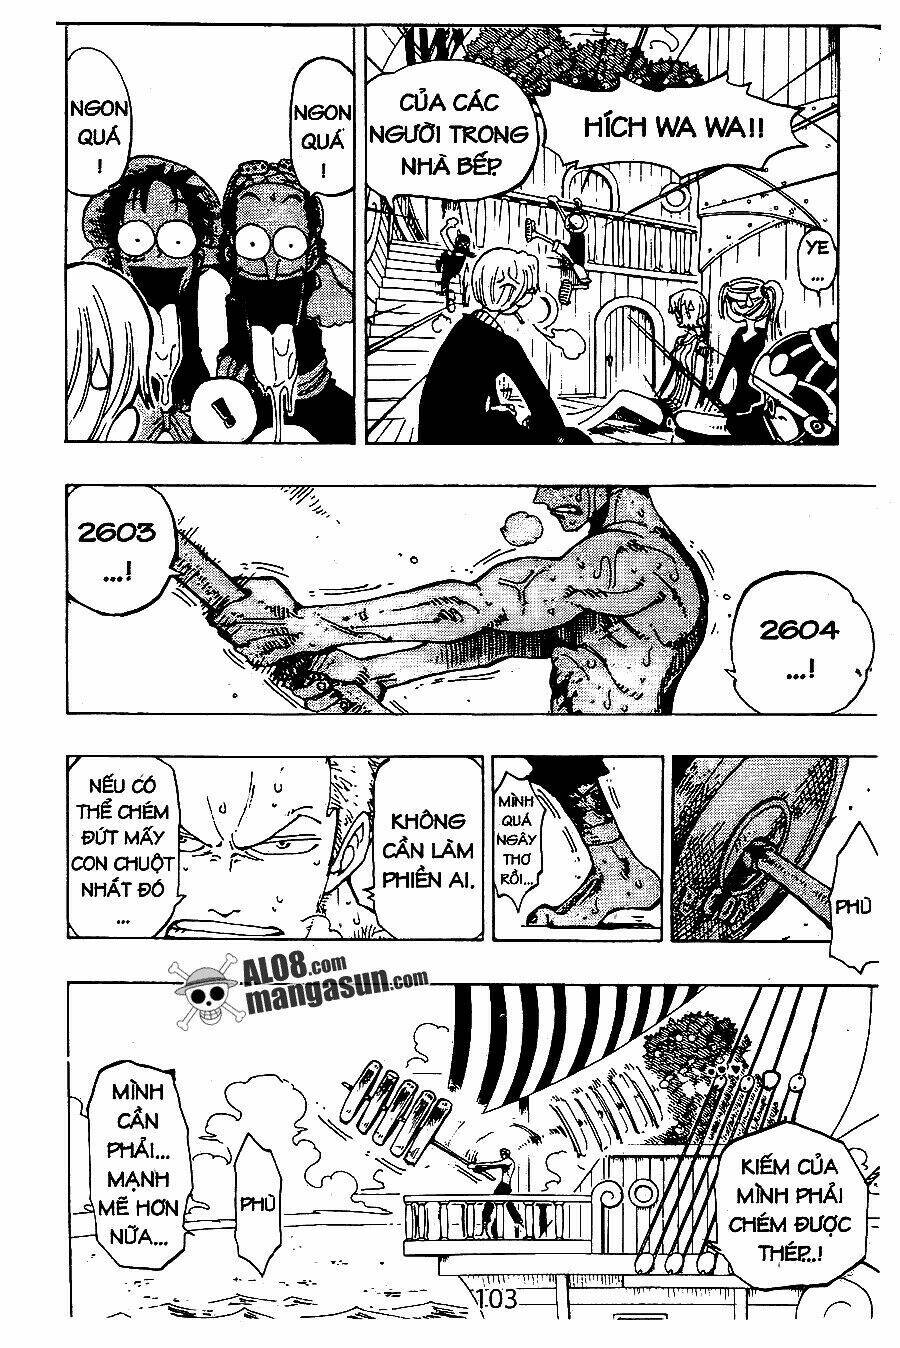 NGON
QUÁ
!
NGON
QUÁ
!
CỦA CÁC
NGƯỜI TRONG
NHÀ BẾP.
HÍCH WA WA!!
YE
...
2603
...!
2604
...!
NẾU CÓ
THỂ CHÉM
ĐỨT MẤY
CON CHUỘT
NHẮT ĐÓ
...
KHÔNG
CẦN LÀM
PHIỀN AI.
MÌNH
QUÁ
NGÂY
THƠ
RỒI...
PHÙ
AL08.com
mangasun.com
MÌNH
CẦN
PHẢI...
MẠNH
MẼ HƠN
NỮA...
PHÙ
KIẾM CỦA
MÌNH PHẢI
CHÉM ĐƯỢC
THÉP...!
103